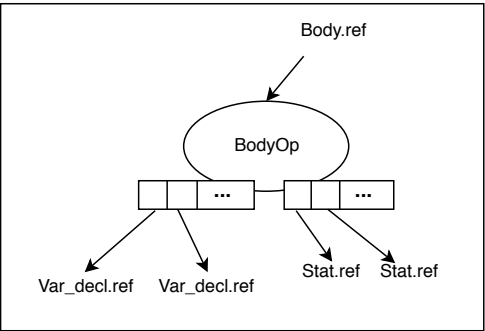 Body.ref
BodyOp
... ...
Var_decl.ref Var_decl.ref Stat.ref Stat.ref